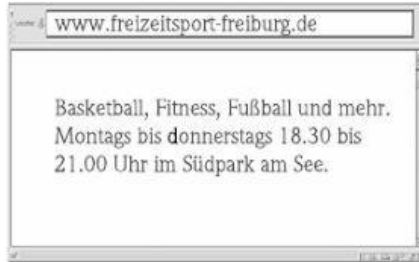 www.freizeitsport-freiburg.de
Basketball, Fitness, Fußball und mehr.
Montags bis donnerstags 18.30 bis
21.00 Uhr im Südpark am See.